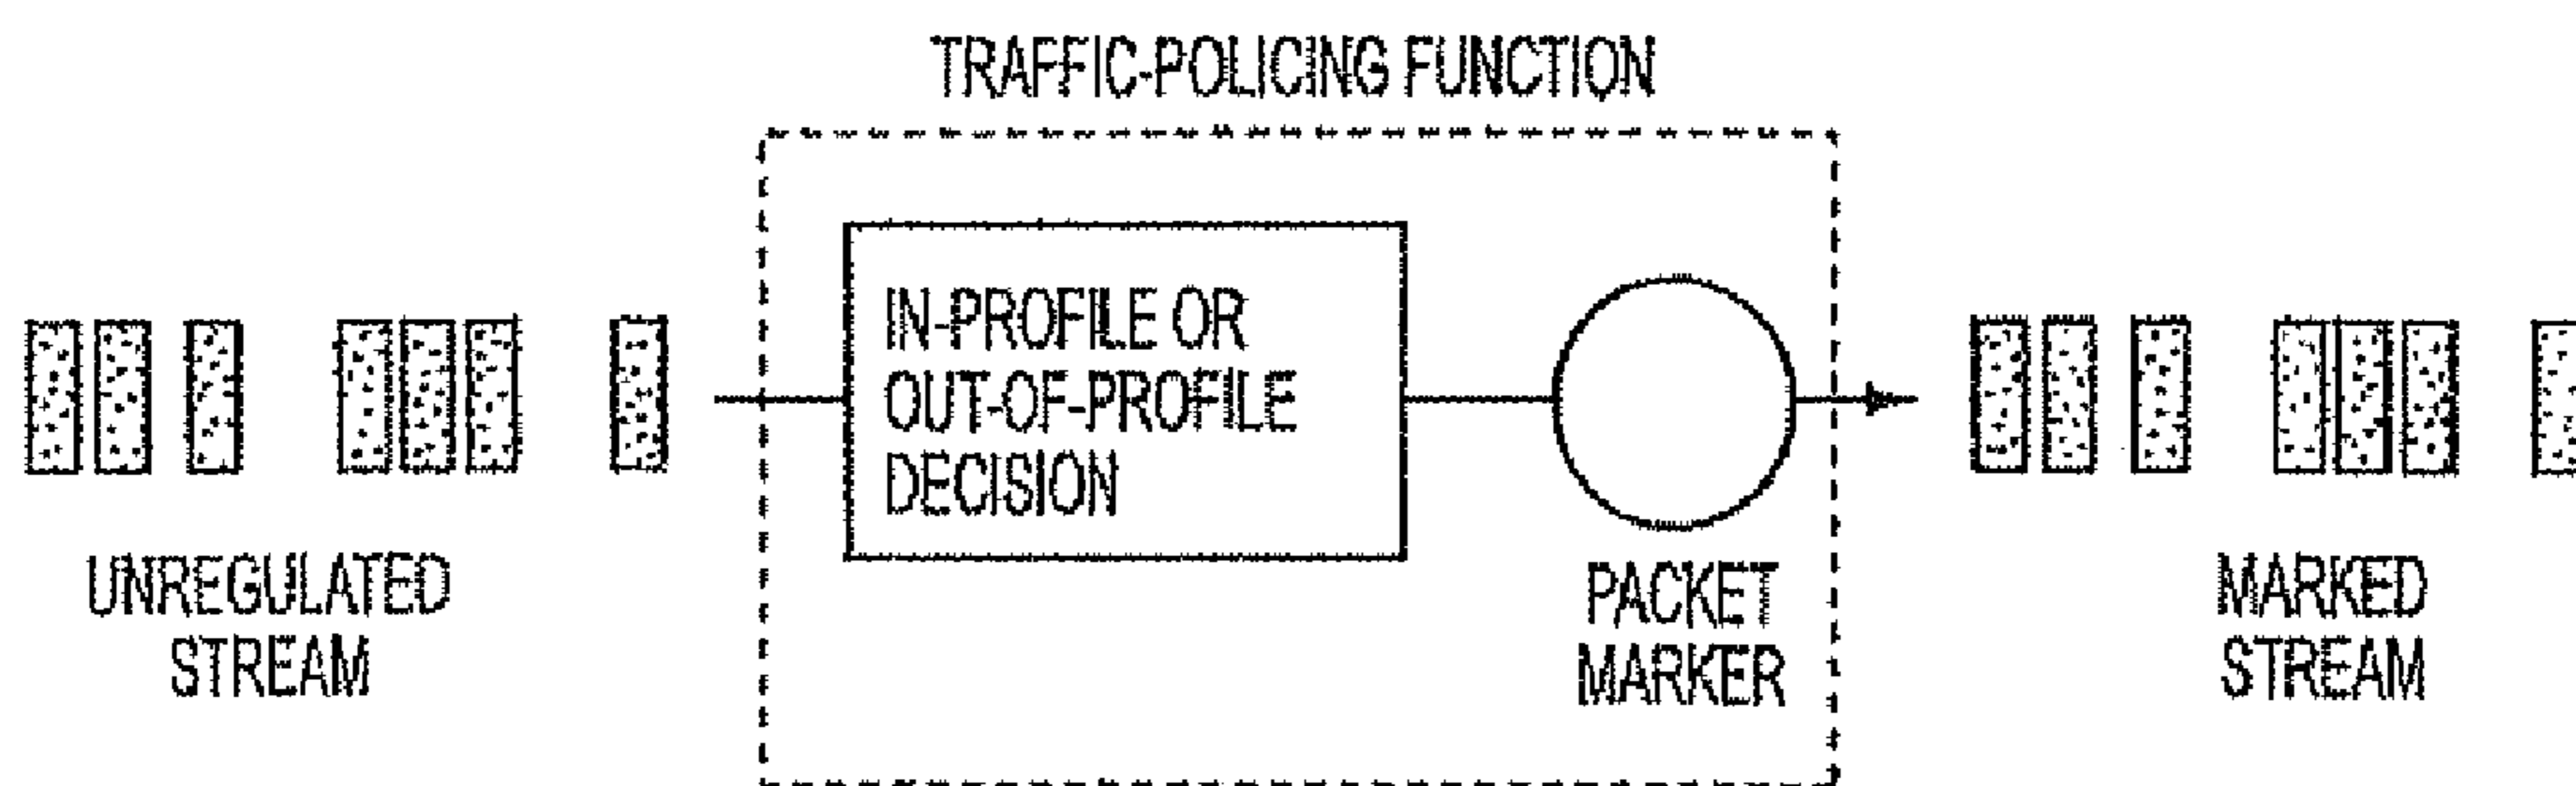 TRAFFIC-POLICING FUNCTION
IN-PROFILE OR
OUT-OF-PROFILE
DECISION
PACKET
MARKER
UNREGULATED
STREAM
MARKED
STREAM